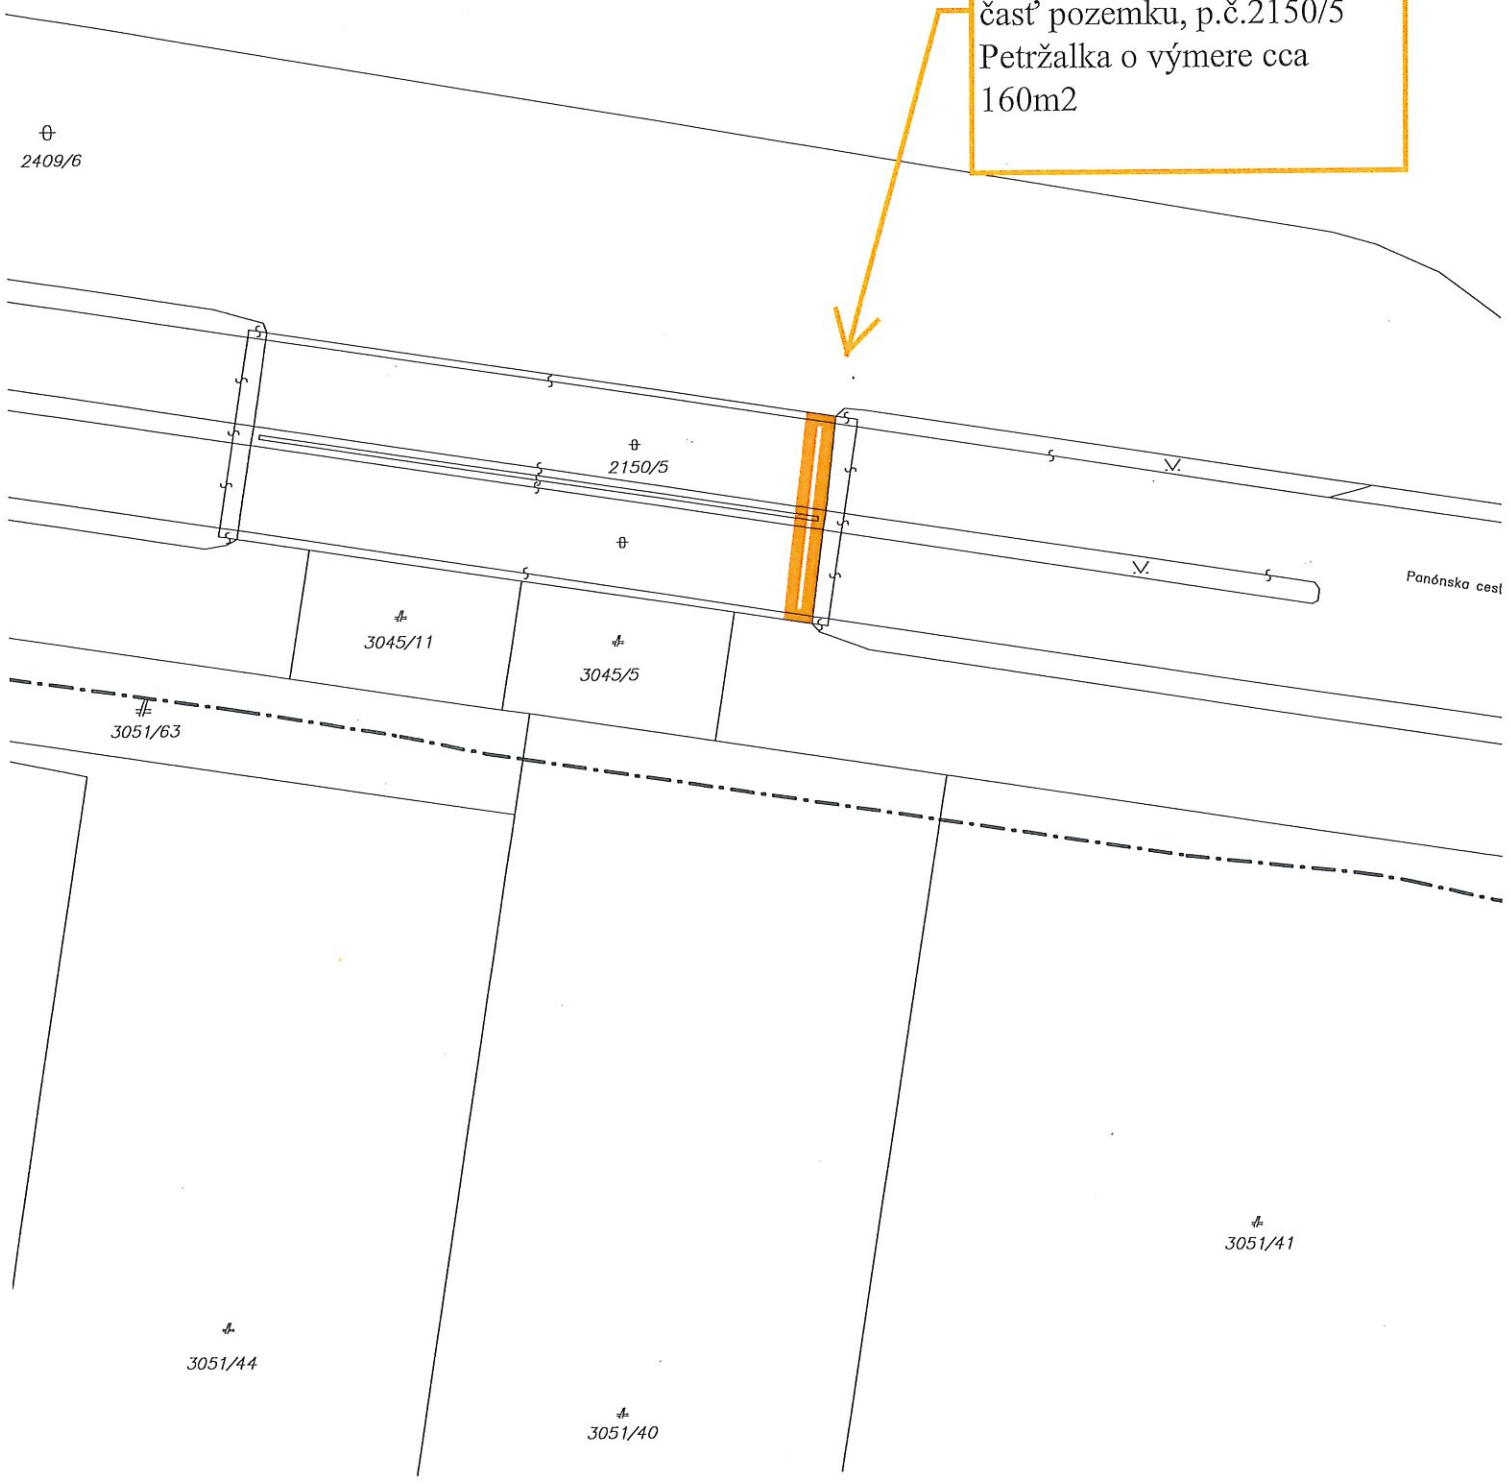 časť pozemku, p.č.2150/5
Petržalka o výmere cca
160m2
2409/6
2150/5
Panónska cest
3045/11
3045/5
3051/63
3051/41
3051/44
3051/40